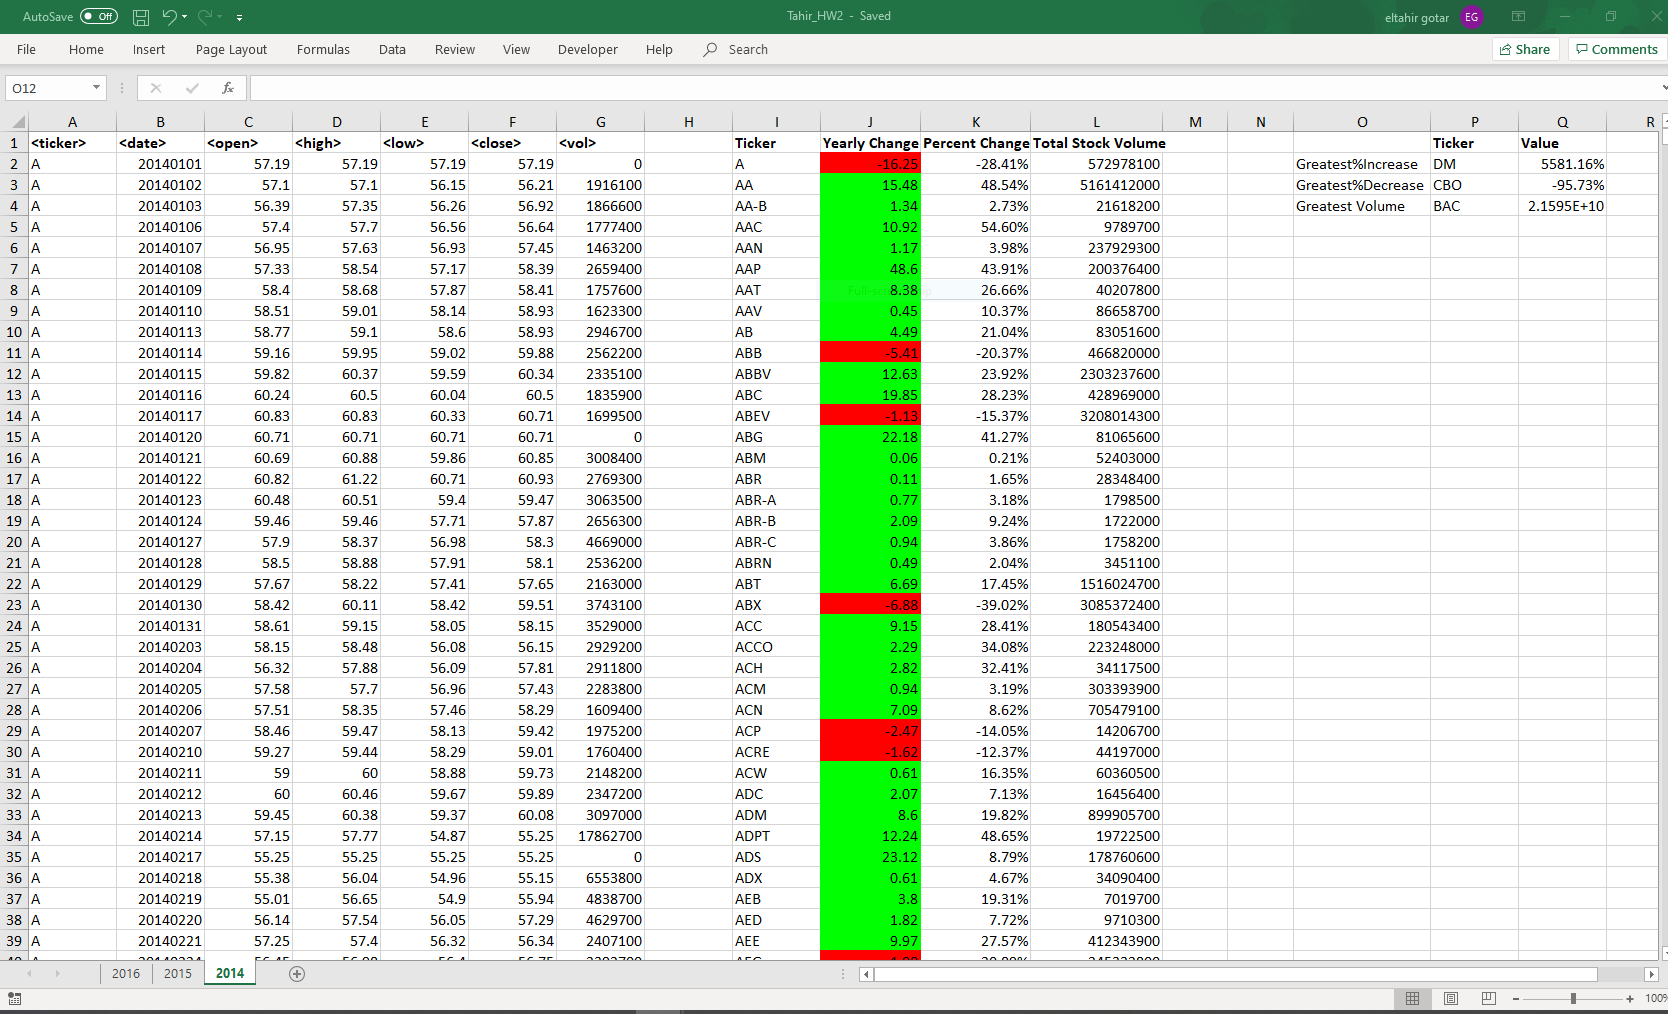 AutoSave Off Tahir_HW2 - Saved eltahir gotar EG
File Home Insert Page Layout Formulas Data Review View Developer Help Search Share Comments
O12 fx
A B C D E F G H I J K L M N O P Q R
1 <ticker> <date> <open> <high> <low> <close> <vol> Ticker Yearly Change Percent Change Total Stock Volume Ticker Value
2 A 20140101 57.19 57.19 57.19 57.19 0 A -16.25 -28.41% 572978100 Greatest%Increase DM 5581.16%
3 A 20140102 57.1 57.1 56.15 56.21 1916100 AA 15.48 48.54% 5161412000 Greatest%Decrease CBO -95.73%
4 A 20140103 56.39 57.35 56.26 56.92 1866600 AA-B 1.34 2.73% 21618200 Greatest Volume BAC 2.1595E+10
5 A 20140106 57.4 57.7 56.56 56.64 1777400 AAC 10.92 54.60% 9789700
6 A 20140107 56.95 57.63 56.93 57.45 1463200 AAN 1.17 3.98% 237929300
7 A 20140108 57.33 58.54 57.17 58.39 2659400 AAP 48.6 43.91% 200376400
8 A 20140109 58.4 58.68 57.87 58.41 1757600 AAT 8.38 26.66% 40207800
9 A 20140110 58.51 59.01 58.14 58.93 1623300 AAV 0.45 10.37% 86658700
10 A 20140113 58.77 59.1 58.6 58.93 2946700 AB 4.49 21.04% 83051600
11 A 20140114 59.16 59.95 59.02 59.88 2562200 ABB -5.41 -20.37% 466820000
12 A 20140115 59.82 60.37 59.59 60.34 2335100 ABBV 12.63 23.92% 2303237600
13 A 20140116 60.24 60.5 60.04 60.5 1835900 ABC 19.85 28.23% 428969000
14 A 20140117 60.83 60.83 60.33 60.71 1699500 ABEV -1.13 -15.37% 3208014300
15 A 20140120 60.71 60.71 60.71 60.71 0 ABG 22.18 41.27% 81065600
16 A 20140121 60.69 60.88 59.86 60.85 3008400 ABM 0.06 0.21% 52403000
17 A 20140122 60.82 61.22 60.71 60.93 2769300 ABR 0.11 1.65% 28348400
18 A 20140123 60.48 60.51 59.4 59.47 3063500 ABR-A 0.77 3.18% 1798500
19 A 20140124 59.46 59.46 57.71 57.87 2656300 ABR-B 2.09 9.24% 1722000
20 A 20140127 57.9 58.37 56.98 58.3 4669000 ABR-C 0.94 3.86% 1758200
21 A 20140128 58.5 58.88 57.91 58.1 2536200 ABRN 0.49 2.04% 3451100
22 A 20140129 57.67 58.22 57.41 57.65 2163000 ABT 6.69 17.45% 1516024700
23 A 20140130 58.42 60.11 58.42 59.51 3743100 ABX -6.88 -39.02% 3085372400
24 A 20140131 58.61 59.15 58.05 58.15 3529000 ACC 9.15 28.41% 180543400
25 A 20140203 58.15 58.48 56.08 56.15 2929200 ACCO 2.29 34.08% 223248000
26 A 20140204 56.32 57.88 56.09 57.81 2911800 ACH 2.82 32.41% 34117500
27 A 20140205 57.58 57.7 56.96 57.43 2283800 ACM 0.94 3.19% 303393900
28 A 20140206 57.51 58.35 57.46 58.29 1609400 ACN 7.09 8.62% 705479100
29 A 20140207 58.46 59.47 58.13 59.42 1975200 ACP -2.47 -14.05% 14206700
30 A 20140210 59.27 59.44 58.29 59.01 1760400 ACRE -1.62 -12.37% 44197000
31 A 20140211 59 60 58.88 59.73 2148200 ACW 0.61 16.35% 60360500
32 A 20140212 60 60.46 59.67 59.89 2347200 ADC 2.07 7.13% 16456400
33 A 20140213 59.45 60.38 59.37 60.08 3097000 ADM 8.6 19.82% 899905700
34 A 20140214 57.15 57.77 54.87 55.25 17862700 ADPT 12.24 48.65% 19722500
35 A 20140217 55.25 55.25 55.25 55.25 0 ADS 23.12 8.79% 178760600
36 A 20140218 55.38 56.04 54.96 55.15 6553800 ADX 0.61 4.67% 34090400
37 A 20140219 55.01 56.65 54.9 55.94 4838700 AEB 3.8 19.31% 7019700
38 A 20140220 56.14 57.54 56.05 57.29 4629700 AED 1.82 7.72% 9710300
39 A 20140221 57.25 57.4 56.32 56.34 2407100 AEE 9.97 27.57% 412343900
2016 2015 2014
100%